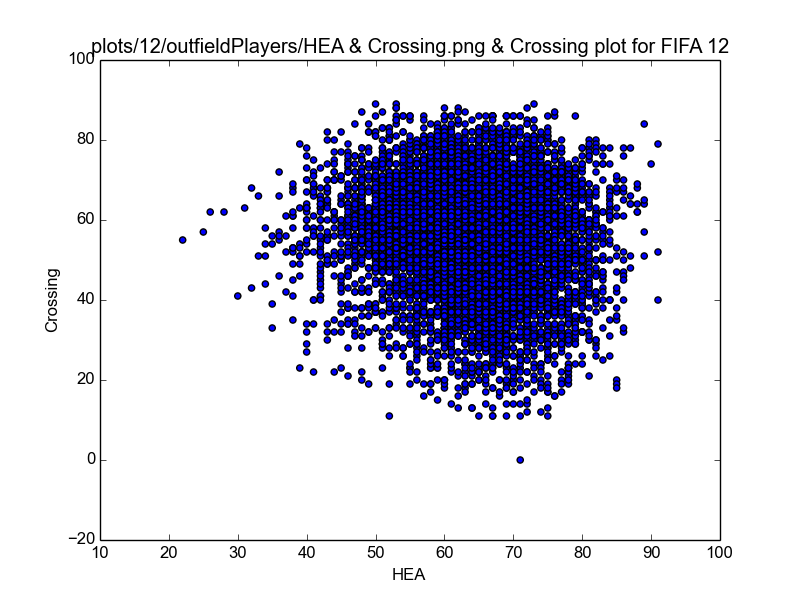 plots/12/outfieldPlayers/HEA & Crossing.png & Crossing plot for FIFA 12
100
80
60
40
20
0
−20
Crossing
10 20 30 40 50 60 70 80 90 100
HEA